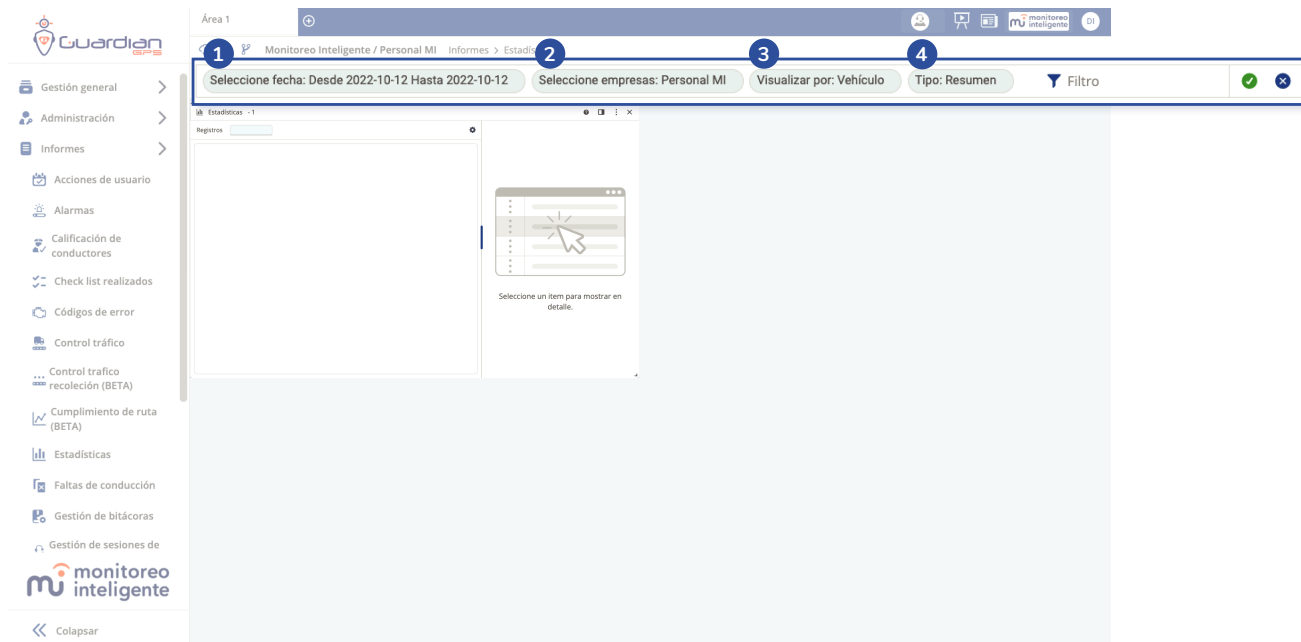 Guardian
GPS
Área 1
monitoreo
inteligente
DI
Monitoreo Inteligente / Personal MI Informes > Estadís
1
2
3
4
Seleccione fecha: Desde 2022-10-12 Hasta 2022-10-12
Seleccione empresas: Personal MI
Visualizar por: Vehículo
Tipo: Resumen
Filtro
Gestión general
Administración
Informes
Acciones de usuario
Alarmas
Calificación de
conductores
Check list realizados
Códigos de error
Control tráfico
Control trafico
recoleción (BETA)
Cumplimiento de ruta
(BETA)
Estadísticas
Faltas de conducción
Gestión de bitácoras
Gestión de sesiones de
mi monitoreo
inteligente
Colapsar
Estadísticas - 1
Registros
Seleccione un item para mostrar en
detalle.